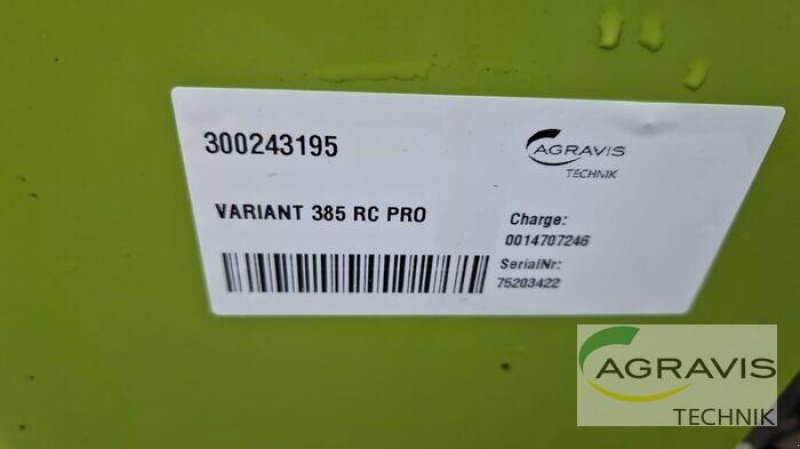 300243195
AGRAVIS
TECHNIK
VARIANT 385 RC PRO
Charge:
0014707246
SerialNr:
75203422
AGRAVIS
TECHNIK